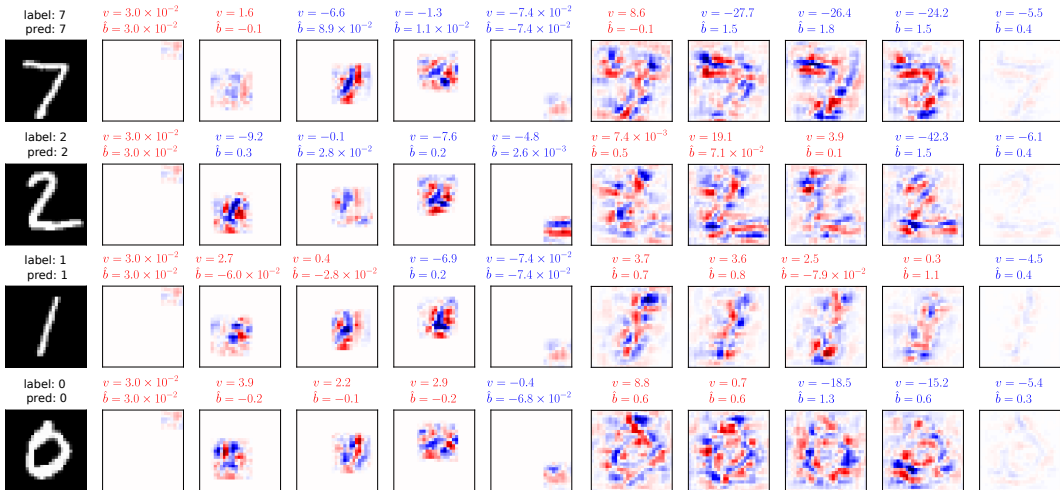 label: 7
pred: 7
v = 3.0 × 10⁻² v = 1.6 v = −6.6 v = −1.3 v = −7.4 × 10⁻² v = 8.6 v = −27.7 v = −26.4 v = −24.2 v = −5.5
b̂ = 3.0 × 10⁻² b̂ = −0.1 b̂ = 8.9 × 10⁻² b̂ = 1.1 × 10⁻² b̂ = −7.4 × 10⁻² b̂ = −0.1 b̂ = 1.5 b̂ = 1.8 b̂ = 1.5 b̂ = 0.4
7
label: 2
pred: 2
v = 3.0 × 10⁻² v = −9.2 v = −0.1 v = −7.6 v = −4.8 v = 7.4 × 10⁻³ v = 19.1 v = 3.9 v = −42.3 v = −6.1
b̂ = 3.0 × 10⁻² b̂ = 0.3 b̂ = 2.8 × 10⁻² b̂ = 0.2 b̂ = 2.6 × 10⁻³ b̂ = 0.5 b̂ = 7.1 × 10⁻² b̂ = 0.1 b̂ = 1.5 b̂ = 0.4
2
label: 1
pred: 1
v = 3.0 × 10⁻² v = 2.7 v = 0.4 v = −6.9 v = −7.4 × 10⁻² v = 3.7 v = 3.6 v = 2.5 v = 0.3 v = −4.5
b̂ = 3.0 × 10⁻² b̂ = −6.0 × 10⁻² b̂ = −2.8 × 10⁻² b̂ = 0.2 b̂ = −7.4 × 10⁻² b̂ = 0.7 b̂ = 0.8 b̂ = −7.9 × 10⁻² b̂ = 1.1 b̂ = 0.4
1
label: 0
pred: 0
v = 3.0 × 10⁻² v = 3.9 v = 2.2 v = 2.9 v = −0.4 v = 8.8 v = 0.7 v = −18.5 v = −15.2 v = −5.4
b̂ = 3.0 × 10⁻² b̂ = −0.2 b̂ = −0.1 b̂ = −0.2 b̂ = −6.8 × 10⁻² b̂ = 0.6 b̂ = 0.6 b̂ = 1.3 b̂ = 0.6 b̂ = 0.3
0